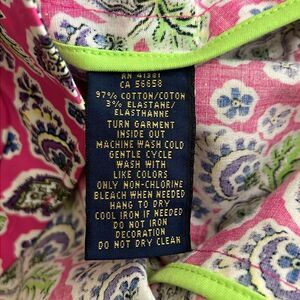 RN 41381
CA 56658
97% COTTON/COTON
3% ELASTANE/
ELASTHANNE
TURN GARMENT
INSIDE OUT
MACHINE WASH COLD
GENTLE CYCLE
WASH WITH
LIKE COLORS
ONLY NON-CHLORINE
BLEACH WHEN NEEDED
HANG TO DRY
COOL IRON IF NEEDED
DO NOT IRON
DECORATION
DO NOT DRY CLEAN